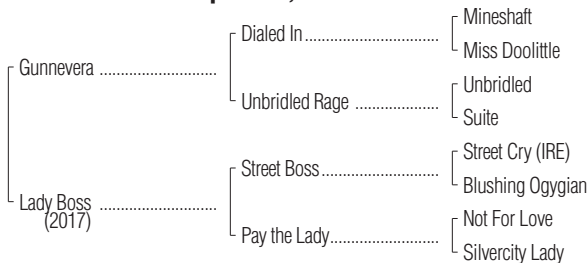 Mineshaft
Dialed In
Miss Doolittle
Gunnevera
Unbridled
Unbridled Rage
Suite
Street Cry (IRE)
Street Boss
Blushing Ogygian
Lady Boss
(2017)
Not For Love
Pay the Lady
Silvercity Lady